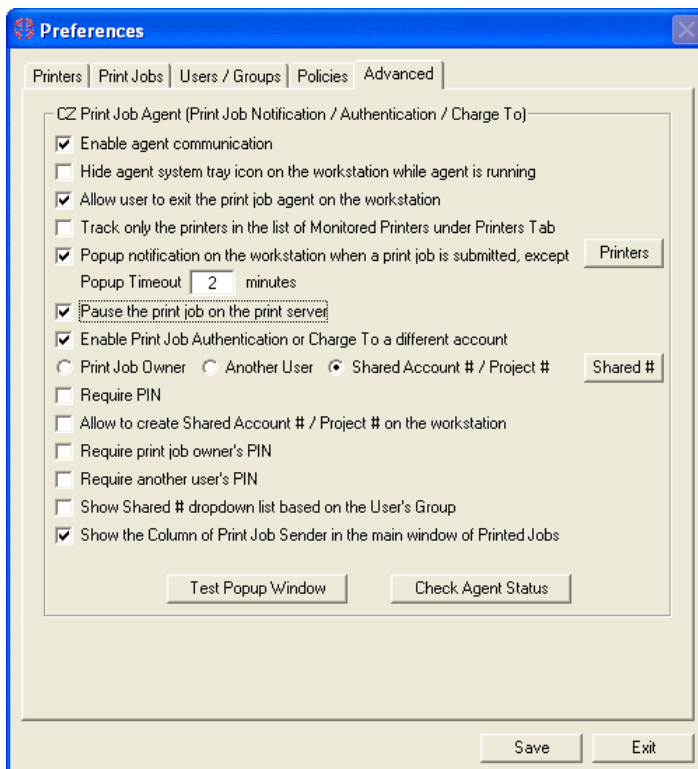 Preferences
Printers Print Jobs Users / Groups Policies Advanced
CZ Print Job Agent (Print Job Notification / Authentication / Charge To)
Enable agent communication
Hide agent system tray icon on the workstation while agent is running
Allow user to exit the print job agent on the workstation
Track only the printers in the list of Monitored Printers under Printers Tab
Popup notification on the workstation when a print job is submitted, except Printers
Popup Timeout 2 minutes
Pause the print job on the print server
Enable Print Job Authentication or Charge To a different account
Print Job Owner Another User Shared Account # / Project # Shared #
Require PIN
Allow to create Shared Account # / Project # on the workstation
Require print job owner's PIN
Require another user's PIN
Show Shared # dropdown list based on the User's Group
Show the Column of Print Job Sender in the main window of Printed Jobs
Test Popup Window Check Agent Status
Save Exit